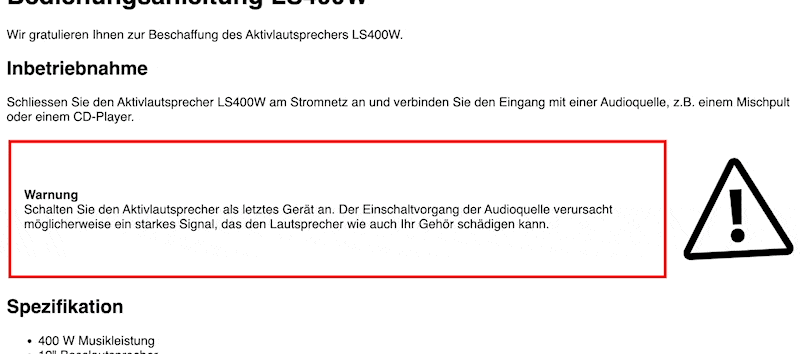 Bedienungsanleitung LS400W
Wir gratulieren Ihnen zur Beschaffung des Aktivlautsprechers LS400W.
Inbetriebnahme
Schliessen Sie den Aktivlautsprecher LS400W am Stromnetz an und verbinden Sie den Eingang mit einer Audioquelle, z.B. einem Mischpult
oder einem CD-Player.
Warnung
Schalten Sie den Aktivlautsprecher als letztes Gerät an. Der Einschaltvorgang der Audioquelle verursacht
möglicherweise ein starkes Signal, das den Lautsprecher wie auch Ihr Gehör schädigen kann.
!
Spezifikation
• 400 W Musikleistung